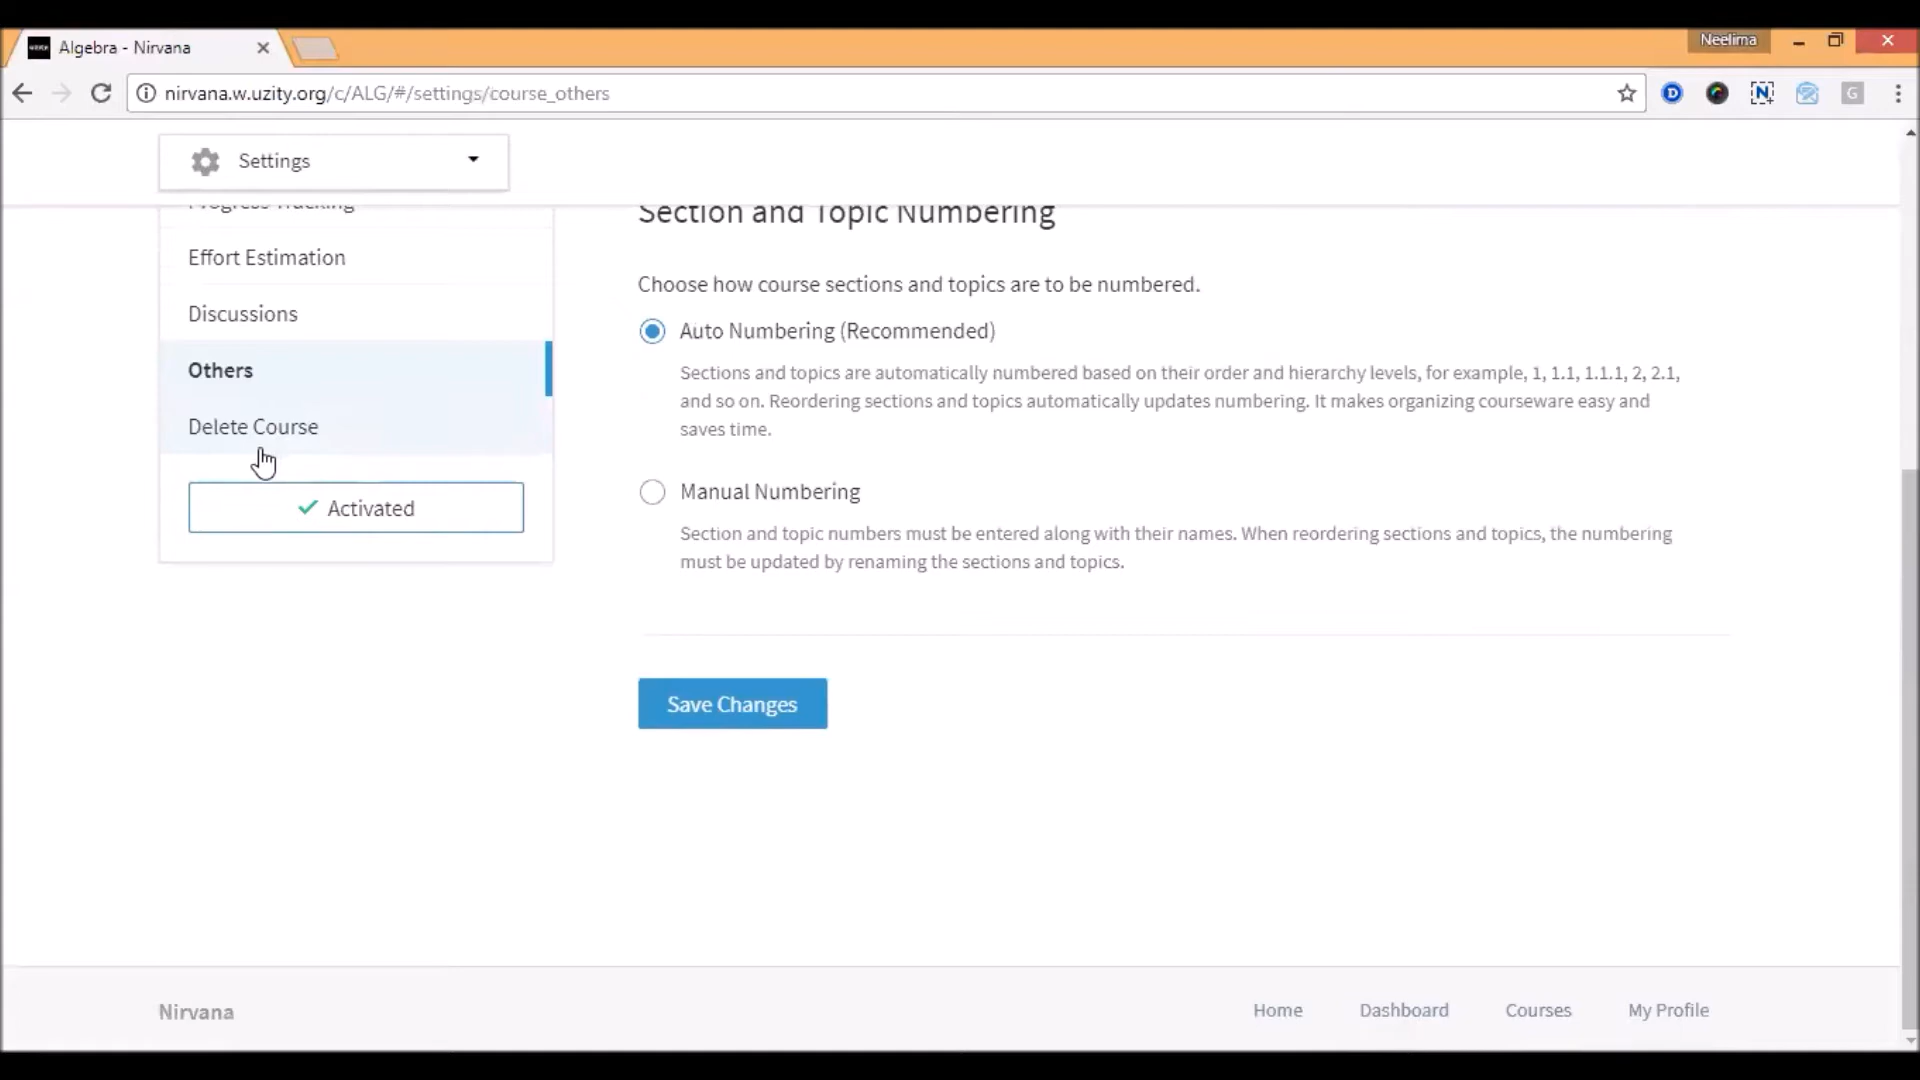 Algebra - Nirvana
Neelima
nirvana.w.uzity.org/c/ALG/#/settings/course_others
Settings
Progress Tracking
Effort Estimation
Discussions
Others
Delete Course
Activated
Section and Topic Numbering
Choose how course sections and topics are to be numbered.
Auto Numbering (Recommended)
Sections and topics are automatically numbered based on their order and hierarchy levels, for example, 1, 1.1, 1.1.1, 2, 2.1,
and so on. Reordering sections and topics automatically updates numbering. It makes organizing courseware easy and
saves time.
Manual Numbering
Section and topic numbers must be entered along with their names. When reordering sections and topics, the numbering
must be updated by renaming the sections and topics.
Save Changes
Nirvana
Home
Dashboard
Courses
My Profile